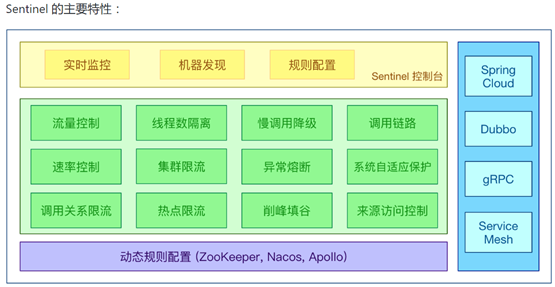 Sentinel 的主要特性：
实时监控
机器发现
规则配置
Sentinel 控制台
流量控制
线程数隔离
慢调用降级
调用链路
速率控制
集群限流
异常熔断
系统自适应保护
调用关系限流
热点限流
削峰填谷
来源访问控制
动态规则配置 (ZooKeeper, Nacos, Apollo)
Spring
Cloud
Dubbo
gRPC
Service
Mesh